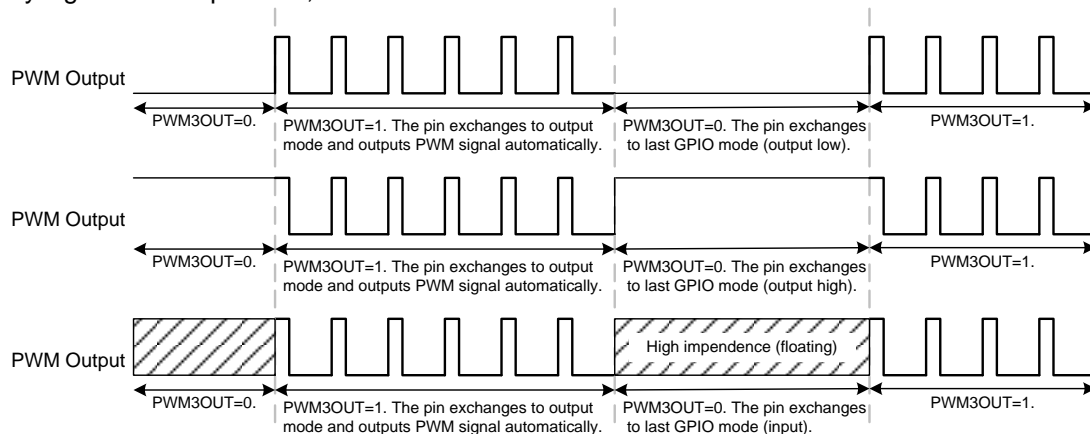 PWM Output
PWM3OUT=0.
PWM3OUT=1. The pin exchanges to output
mode and outputs PWM signal automatically.
PWM3OUT=0. The pin exchanges
to last GPIO mode (output low).
PWM3OUT=1.
PWM Output
PWM3OUT=0.
PWM3OUT=1. The pin exchanges to output
mode and outputs PWM signal automatically.
PWM3OUT=0. The pin exchanges
to last GPIO mode (output high).
PWM3OUT=1.
PWM Output
High impendence (floating)
PWM3OUT=0.
PWM3OUT=1. The pin exchanges to output
mode and outputs PWM signal automatically.
PWM3OUT=0. The pin exchanges
to last GPIO mode (input).
PWM3OUT=1.